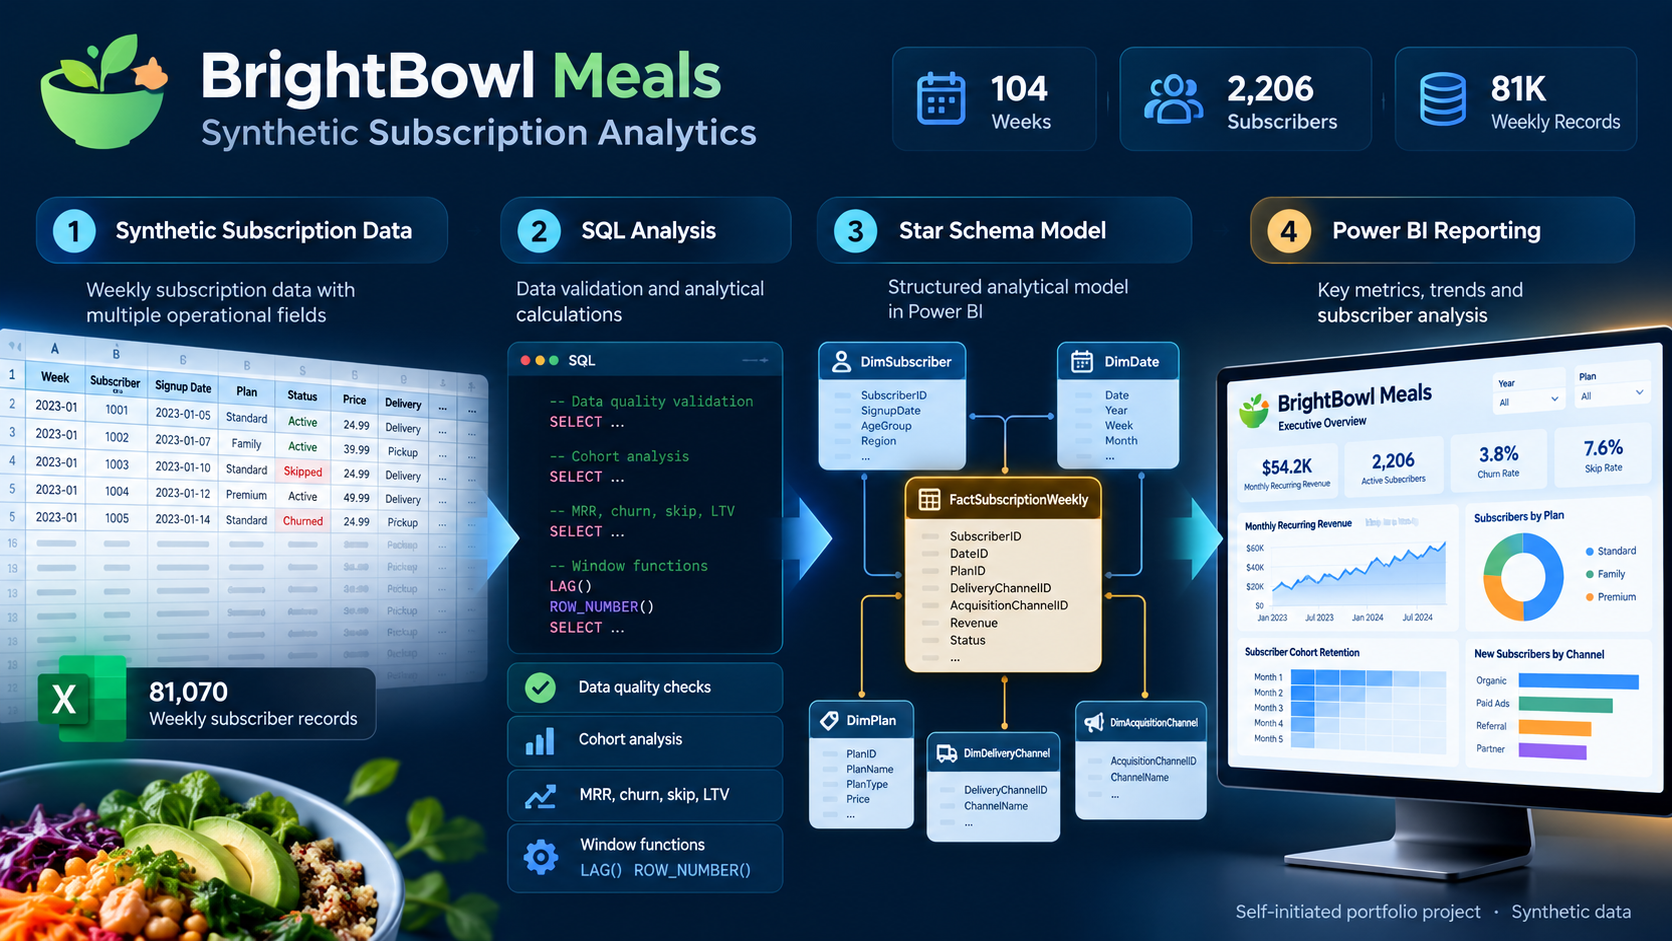 BrightBowl Meals
Synthetic Subscription Analytics
104
Weeks
2,206
Subscribers
81K
Weekly Records
1
Synthetic Subscription Data
Weekly subscription data with
multiple operational fields
A
B
Week
Subscriber
Signup Date
Plan
Status
Price
Delivery
...
...
1
2
2023-01
1001
2023-01-05
Standard
Active
24.99
Delivery
...
...
3
2023-01
1002
2023-01-07
Family
Active
39.99
Pickup
...
...
4
2023-01
1003
2023-01-10
Standard
Skipped
24.99
Delivery
...
...
5
2023-01
1004
2023-01-12
Premium
Active
49.99
Delivery
...
...
5
2023-01
1005
2023-01-14
Standard
Churned
24.99
Pickup
...
...
X
81,070
Weekly subscriber records
2
SQL Analysis
Data validation and analytical
calculations
SQL
-- Data quality validation
SELECT ...
-- Cohort analysis
SELECT ...
-- MRR, churn, skip, LTV
SELECT ...
-- Window functions
LAG()
ROW_NUMBER()
SELECT ...
Data quality checks
Cohort analysis
MRR, churn, skip, LTV
Window functions
LAG() ROW_NUMBER()
3
Star Schema Model
Structured analytical model
in Power BI
DimSubscriber
SubscriberID
SignupDate
AgeGroup
Region
...
DimDate
Date
Year
Week
Month
...
FactSubscriptionWeekly
SubscriberID
DateID
PlanID
DeliveryChannelID
AcquisitionChannelID
Revenue
Status
...
DimPlan
PlanID
PlanName
PlanType
Price
...
DimDeliveryChannel
DeliveryChannelID
ChannelName
...
DimAcquisitionChannel
AcquisitionChannelID
ChannelName
...
4
Power BI Reporting
Key metrics, trends and
subscriber analysis
BrightBowl Meals
Executive Overview
Year
All
Plan
All
$54.2K
Monthly Recurring Revenue
2,206
Active Subscribers
3.8%
Churn Rate
7.6%
Skip Rate
Monthly Recurring Revenue
$60K
$40K
$20K
$0
Jan 2023
Jul 2023
Jan 2024
Jul 2024
Subscribers by Plan
Standard
Family
Premium
Subscriber Cohort Retention
Month 1
Month 2
Month 3
Month 4
Month 5
New Subscribers by Channel
Organic
Paid Ads
Referral
Partner
Self-initiated portfolio project · Synthetic data